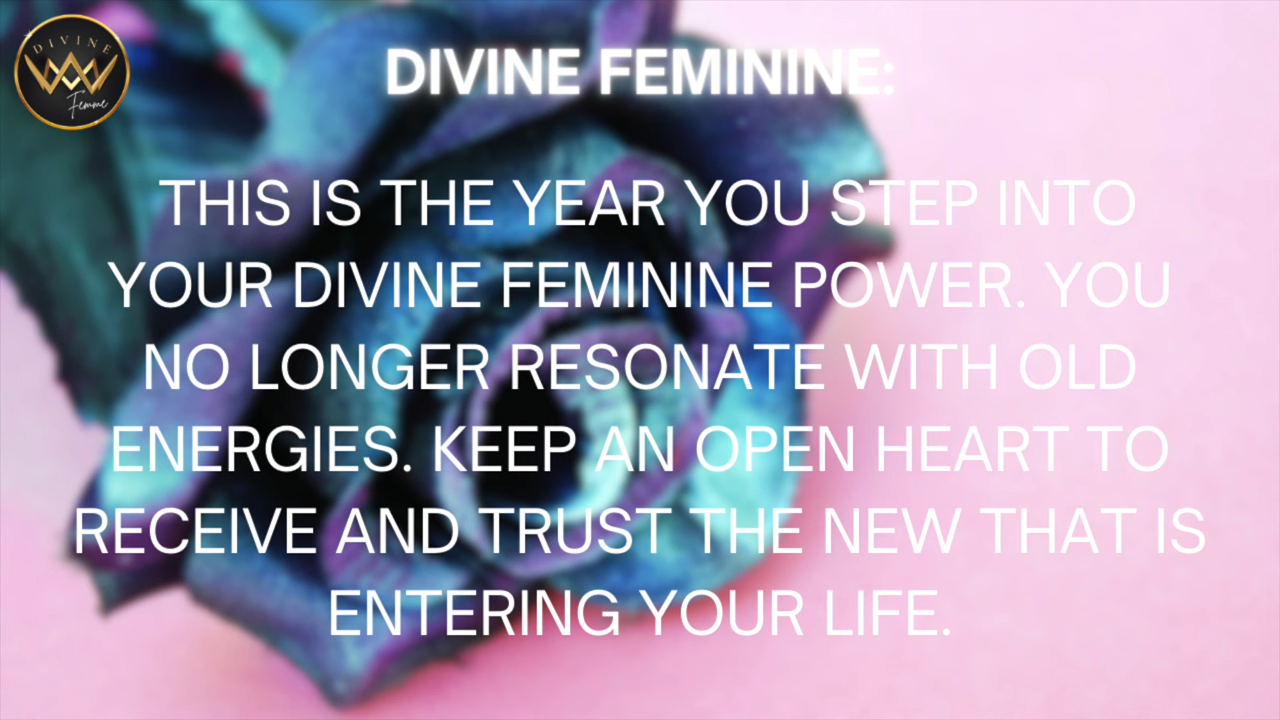 DIVINE
Femme
DIVINE FEMININE:
THIS IS THE YEAR YOU STEP INTO
YOUR DIVINE FEMININE POWER. YOU
NO LONGER RESONATE WITH OLD
ENERGIES. KEEP AN OPEN HEART TO
RECEIVE AND TRUST THE NEW THAT IS
ENTERING YOUR LIFE.